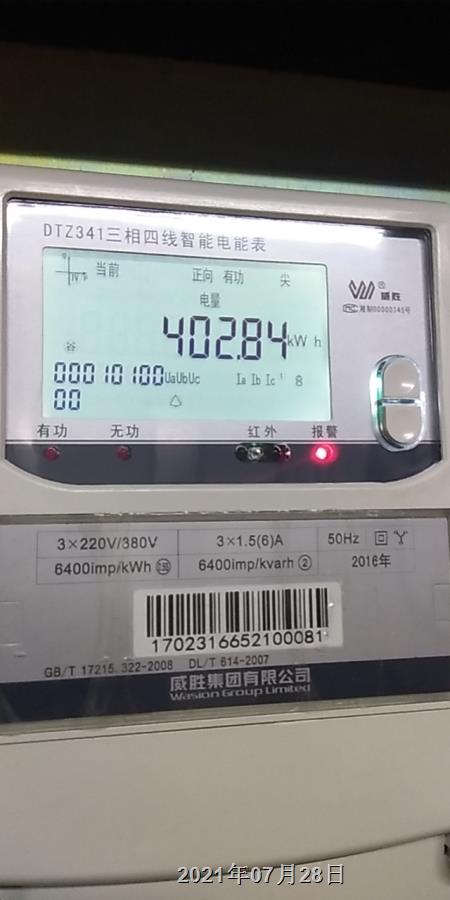 DTZ341三相四线智能电能表
当前 正向 有功 尖
电量
402.84 kWh
谷
00010100 UaUbUc Ia Ib Ic
00
威胜
有功 无功 红外 报警
3×220V/380V 3×1.5(6)A 50Hz
6400imp/kWh 6400imp/kvarh ② 2016年
1702316652100081
GB/T 17215.322-2008 DL/T 614-2007
威胜集团有限公司
Wasion Group Limited
2021年07月28日